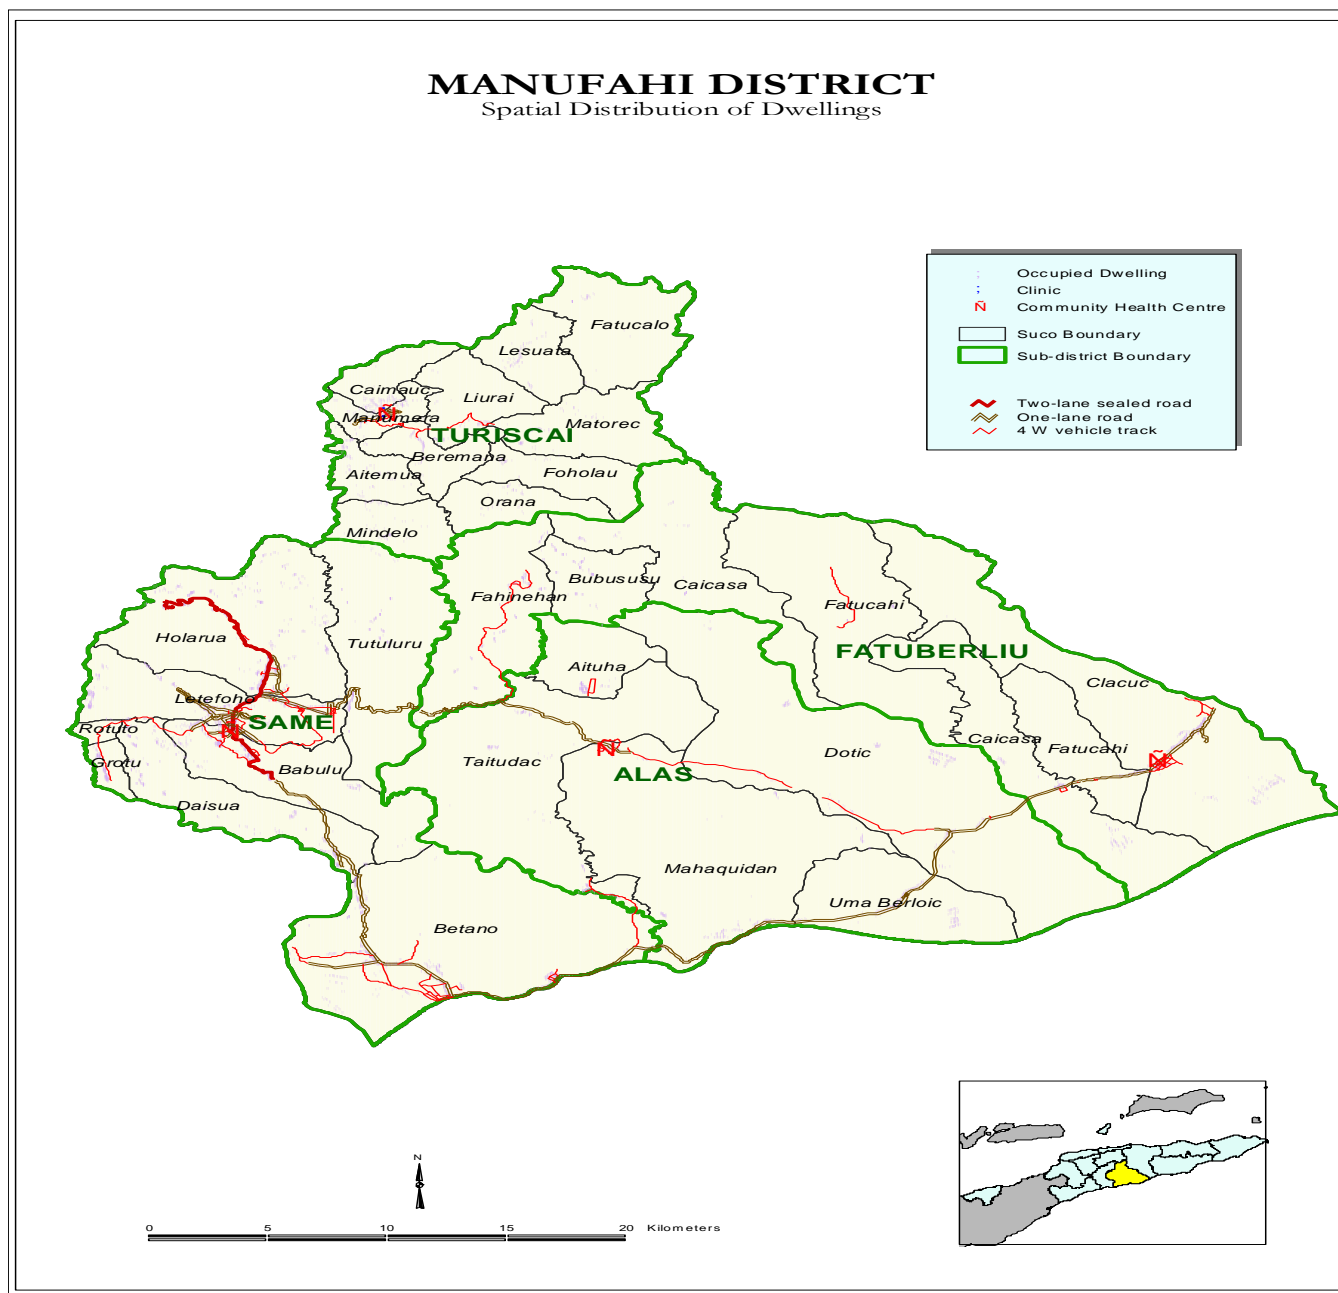 MANUFAHI DISTRICT
Spatial Distribution of Dwellings
Occupied Dwelling
Clinic
Ñ Community Health Centre
Suco Boundary
Sub-district Boundary
Two-lane sealed road
One-lane road
4 W vehicle track
Fatucalo
Lesuata
Caimauc
Liurai
Ñ
Manumera
Matorec
TURISCAI
Beremana
Aitemua
Foholau
Orana
Mindelo
Bubususu
Caicasa
Fahinehan
Fatucahi
Holarua
Tutuluru
FATUBERLIU
Aituha
Clacuc
Letefoho
SAME
Rotuto
Ñ
Caicasa
Ñ
Dotic
Fatucahi
Ñ
Grotu
Babulu
Taitudac
ALAS
Daisua
Mahaquidan
Uma Berloic
Betano
N
0 5 10 15 20 Kilometers